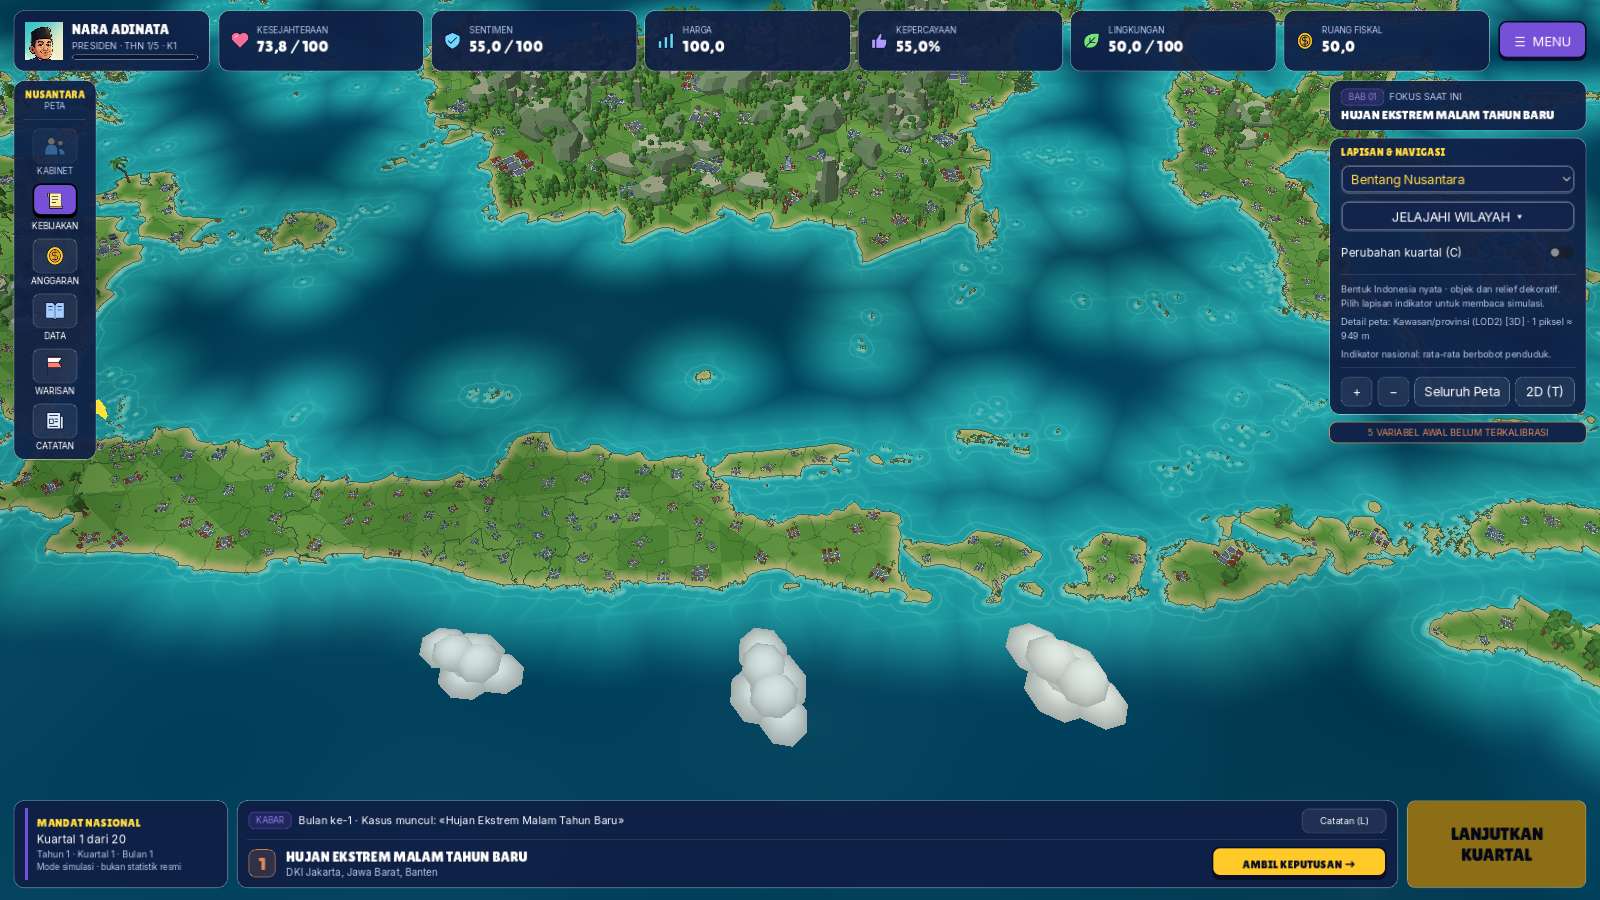 NARA ADINATA
PRESIDEN · THN 1/5 · K1
KESEJAHTERAAN
73,8 / 100
SENTIMEN
55,0 / 100
HARGA
100,0
KEPERCAYAAN
55,0%
LINGKUNGAN
50,0 / 100
RUANG FISKAL
50,0
☰ MENU
NUSANTARA
PETA
KABINET
KEBIJAKAN
ANGGARAN
DATA
WARISAN
CATATAN
BAB 01 FOKUS SAAT INI
HUJAN EKSTREM MALAM TAHUN BARU
LAPISAN & NAVIGASI
Bentang Nusantara
JELAJAHI WILAYAH ▾
Perubahan kuartal (C)
Bentuk Indonesia nyata · objek dan relief dekoratif.
Pilih lapisan indikator untuk membaca simulasi.
Detail peta: Kawasan/provinsi (LOD2) [3D] · 1 piksel ≈
949 m
Indikator nasional: rata-rata berbobot penduduk.
+ − Seluruh Peta 2D (T)
5 VARIABEL AWAL BELUM TERKALIBRASI
MANDAT NASIONAL
Kuartal 1 dari 20
Tahun 1 · Kuartal 1 · Bulan 1
Mode simulasi · bukan statistik resmi
KABAR Bulan ke-1 · Kasus muncul: «Hujan Ekstrem Malam Tahun Baru»
Catatan (L)
1 HUJAN EKSTREM MALAM TAHUN BARU
DKI Jakarta, Jawa Barat, Banten
AMBIL KEPUTUSAN →
LANJUTKAN
KUARTAL